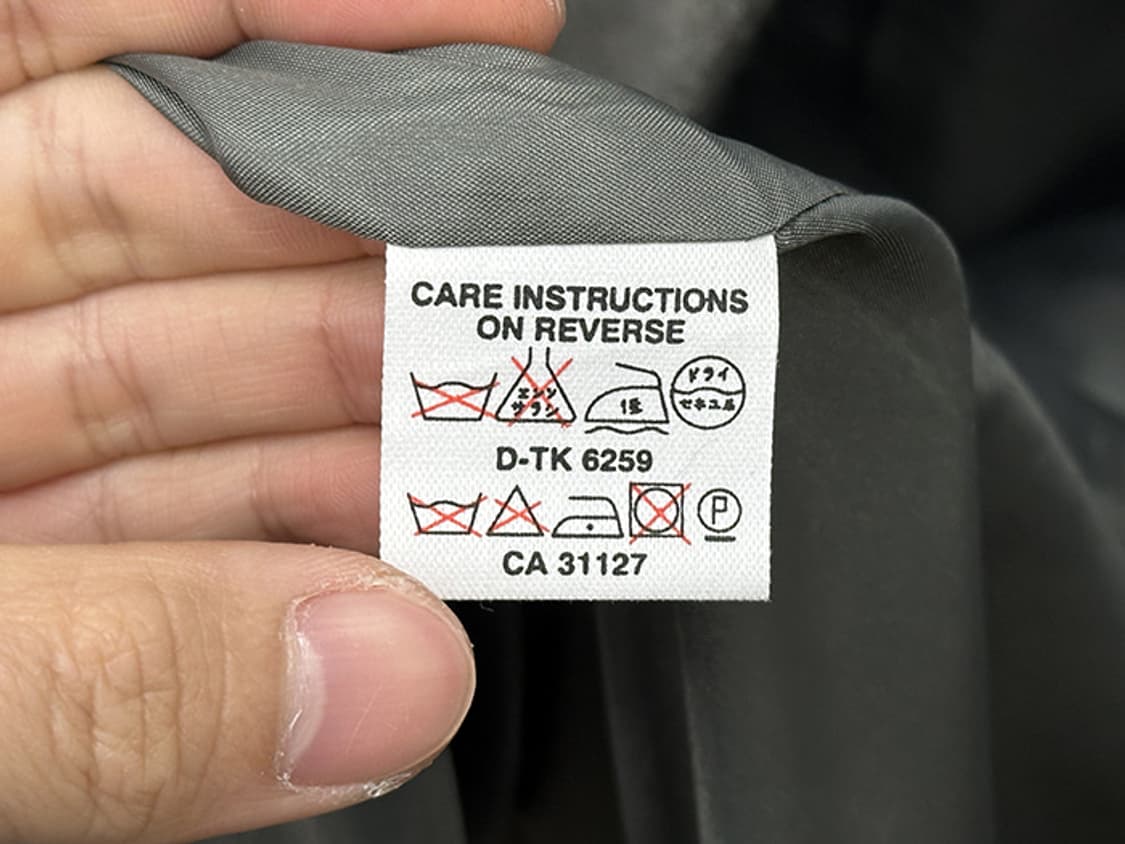 CARE INSTRUCTIONS
ON REVERSE
エンソ
サラシ
低
ドライ
セキユ系
D-TK 6259
P
CA 31127